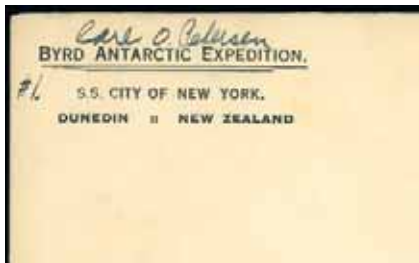 Carl O. Petersen
BYRD ANTARCTIC EXPEDITION.
#1. S.S. CITY OF NEW YORK.
DUNEDIN :: NEW ZEALAND